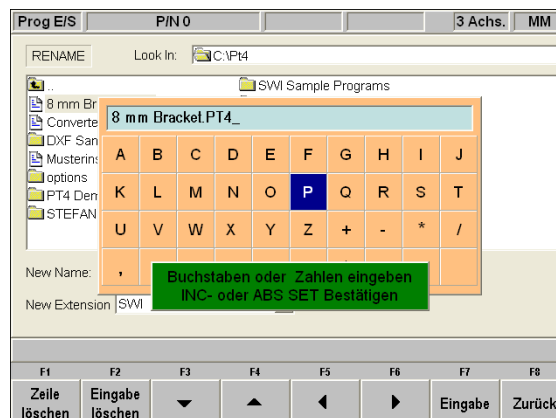 Prog E/S P/N 0 3 Achs. MM
RENAME Look In: C:\Pt4
.. SWI Sample Programs
8 mm Br
8 mm Bracket.PT4_
Converte
DXF San
Musterins
options
PT4 Dem
STEFAN
A B C D E F G H I J
K L M N O P Q R S T
U V W X Y Z + - * /
,
Buchstaben oder Zahlen eingeben
INC- oder ABS SET Bestätigen
New Name:
New Extension SWI
F1 F2 F3 F4 F5 F6 F7 F8
Zeile löschen Eingabe löschen Eingabe Zurück